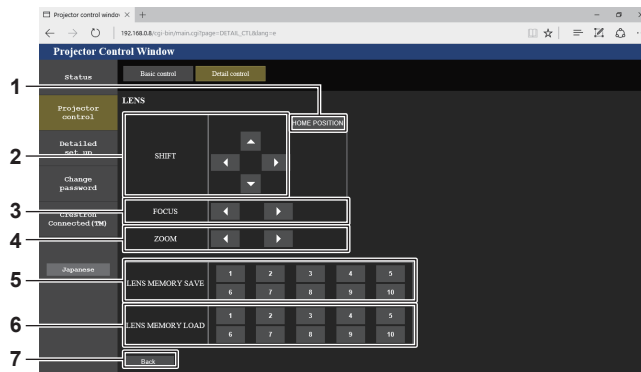 Projector control window
192.168.0.8/cgi-bin/main.cgi?page=DETAIL_CTL&lang=e
Projector Control Window
Status
Basic control
Detail control
1
Projector
control
LENS
HOME POSITION
2
SHIFT
Detailed
set up
Change
password
3
FOCUS
Crestron
Connected(TM)
4
ZOOM
Japanese
5
LENS MEMORY SAVE
1 2 3 4 5
6 7 8 9 10
6
LENS MEMORY LOAD
1 2 3 4 5
6 7 8 9 10
7
Back